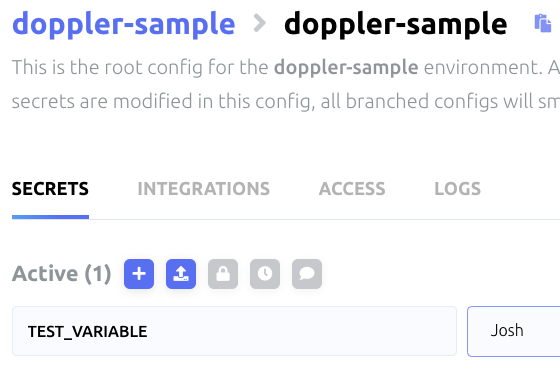 doppler-sample > doppler-sample
This is the root config for the doppler-sample environment. A
secrets are modified in this config, all branched configs will sm
SECRETS INTEGRATIONS ACCESS LOGS
Active (1)
TEST_VARIABLE Josh